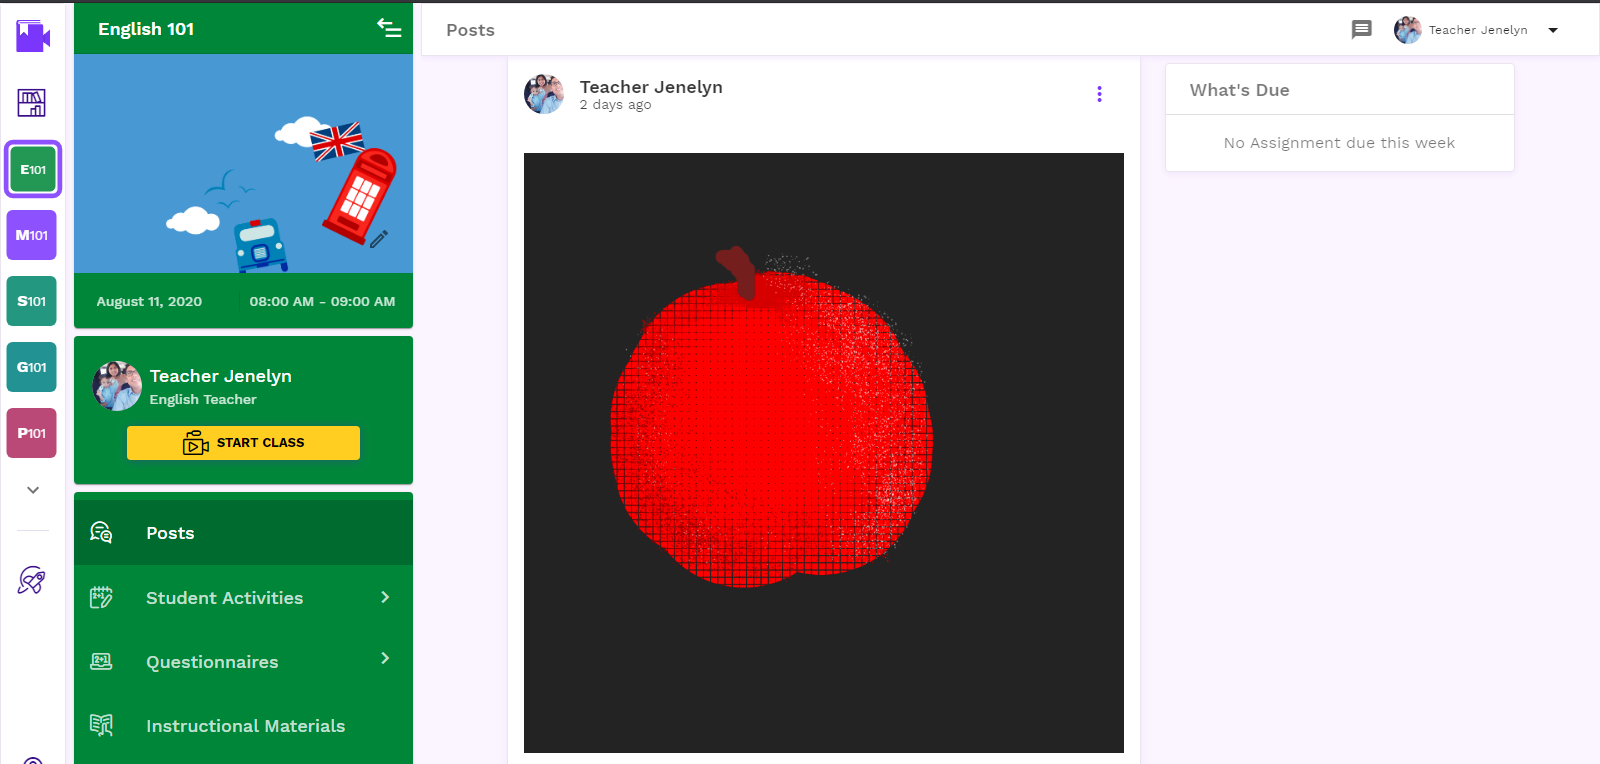 English 101
Posts
Teacher Jenelyn
E101
M101
S101
G101
P101
August 11, 2020
08:00 AM - 09:00 AM
Teacher Jenelyn
English Teacher
START CLASS
Posts
Student Activities
Questionnaires
Instructional Materials
Teacher Jenelyn
2 days ago
What's Due
No Assignment due this week